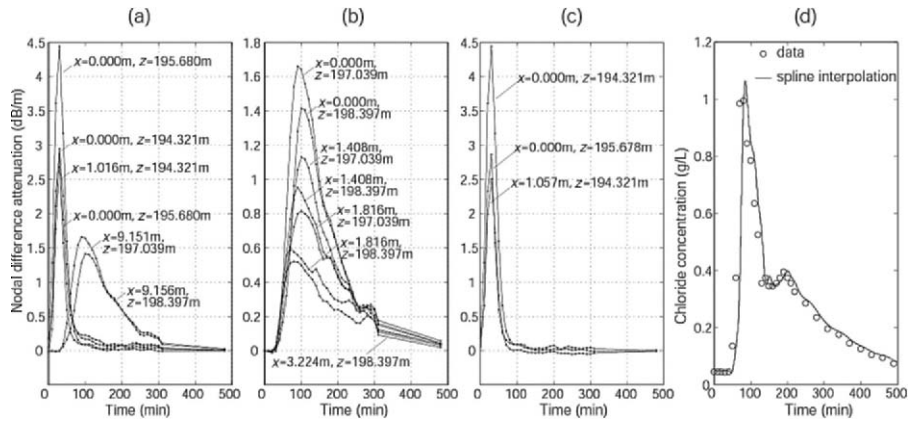 (a)
(b)
(c)
(d)
Nodal difference attenuation (dB/m)
4.5
4
3.5
3
2.5
2
1.5
1
0.5
0
x=0.000m, z=195.680m
x=0.000m, z=194.321m
x=1.016m, z=194.321m
x=0.000m, z=195.680m
x=9.151m,
z=197.039m
x=9.156m,
z=198.397m
0 100 200 300 400 500
Time (min)
1.8
1.6
1.4
1.2
1.0
0.8
0.6
0.4
0.2
0
x=0.000m,
z=197.039m
x=0.000m,
z=198.397m
x=1.408m,
z=197.039m
x=1.408m,
z=198.397m
x=1.816m,
z=197.039m
x=1.816m,
z=198.397m
x=3.224m, z=198.397m
0 100 200 300 400 500
Time (min)
4.5
4
3.5
3
2.5
2
1.5
1
0.5
0
x=0.000m, z=194.321m
x=0.000m, z=195.678m
x=1.057m, z=194.321m
0 100 200 300 400 500
Time (min)
Chloride concentration (g/L)
1.2
1
0.8
0.6
0.4
0.2
0
data
spline interpolation
0 100 200 300 400 500
Time (min)